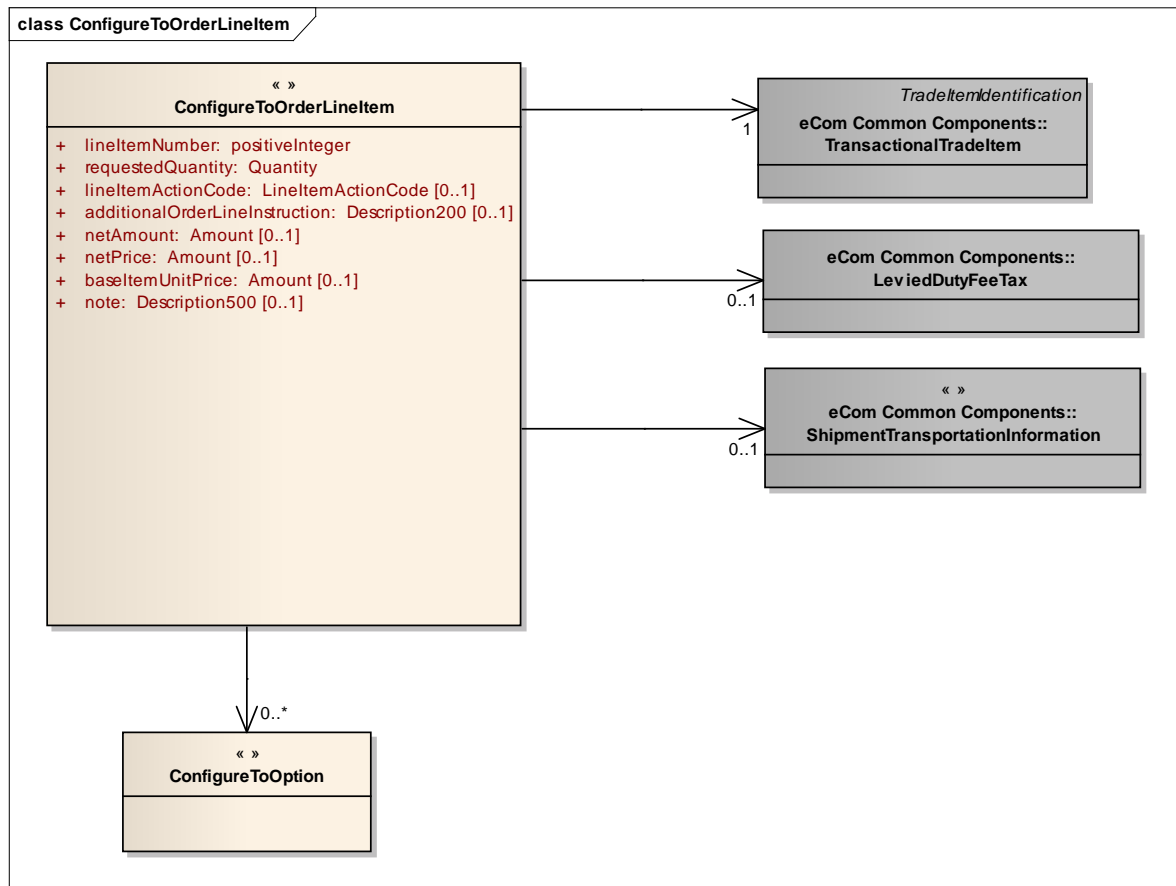 class ConfigureToOrderLineItem
« »
ConfigureToOrderLineItem
+ lineItemNumber: positiveInteger
+ requestedQuantity: Quantity
+ lineItemActionCode: LineItemActionCode [0..1]
+ additionalOrderLineInstruction: Description200 [0..1]
+ netAmount: Amount [0..1]
+ netPrice: Amount [0..1]
+ baseItemUnitPrice: Amount [0..1]
+ note: Description500 [0..1]
TradeItemIdentification
eCom Common Components::
TransactionalTradeItem
1
eCom Common Components::
LeviedDutyFeeTax
0..1
« »
eCom Common Components::
ShipmentTransportationInformation
0..1
0..*
« »
ConfigureToOption